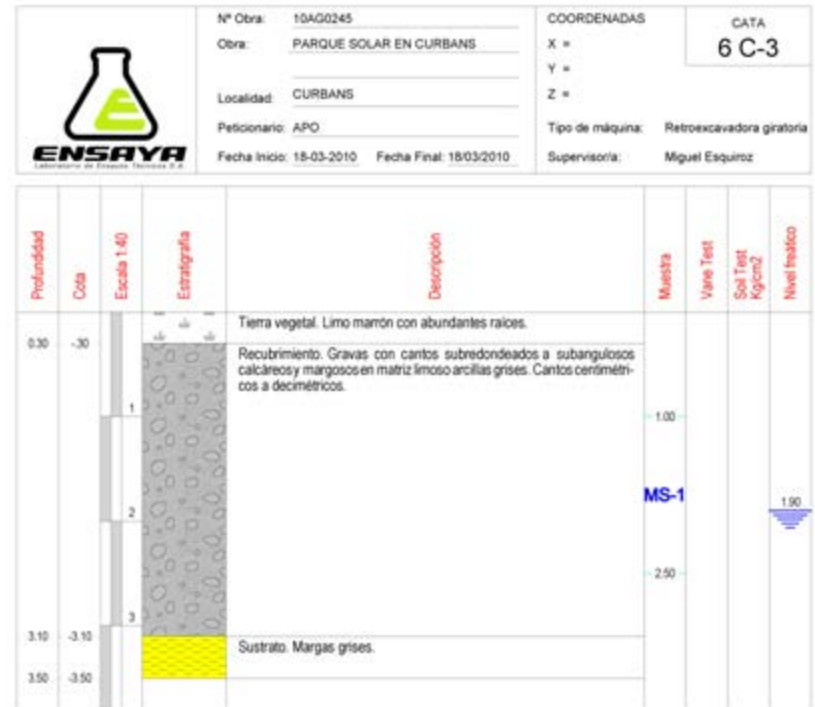 Nº Obra: 10AG0245
Obra: PARQUE SOLAR EN CURBANS
Localidad: CURBANS
Peticionario: APO
Fecha Inicio: 18-03-2010 Fecha Final: 18/03/2010
COORDENADAS
X =
Y =
Z =
Tipo de máquina: Retroexcavadora giratoria
Supervisor/a: Miguel Esquiroz
CATA
6 C-3
ENSAYA
Laboratorio de Ensayos Técnicos S.A.
Profundidad
Cota
Escala 1:40
Estratigrafía
Descripción
Muestra
Vane Test
Soil Test
Kg/cm2
Nivel freático
Tierra vegetal. Limo marrón con abundantes raices.
0.30 -.30
Recubrimiento. Gravas con cantos subredondeados a subangulosos
calcáreos y margosos en matriz limoso arcillas grises. Cantos centimétri-
cos a decimétricos.
1
1.00
MS-1
1.90
2
2.50
3
3.10 -3.10
Sustrato. Margas grises.
3.50 -3.50